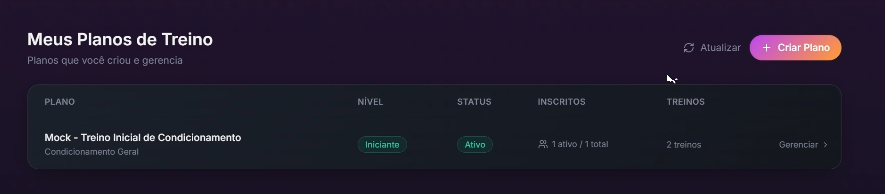 Meus Planos de Treino
Planos que você criou e gerencia
Atualizar
+ Criar Plano
PLANO NÍVEL STATUS INSCRITOS TREINOS
Mock - Treino Inicial de Condicionamento
Condicionamento Geral
Iniciante Ativo 1 ativo / 1 total 2 treinos Gerenciar >